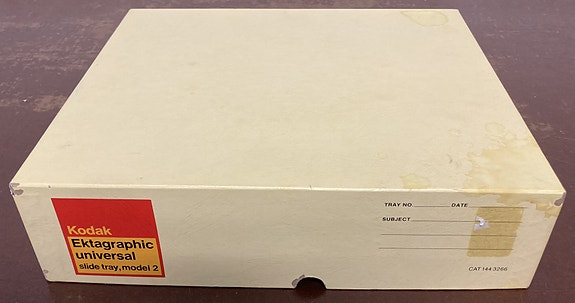 Kodak
Ektagraphic
universal
slide tray, model 2
TRAY NO. DATE
SUBJECT
CAT 144 3266